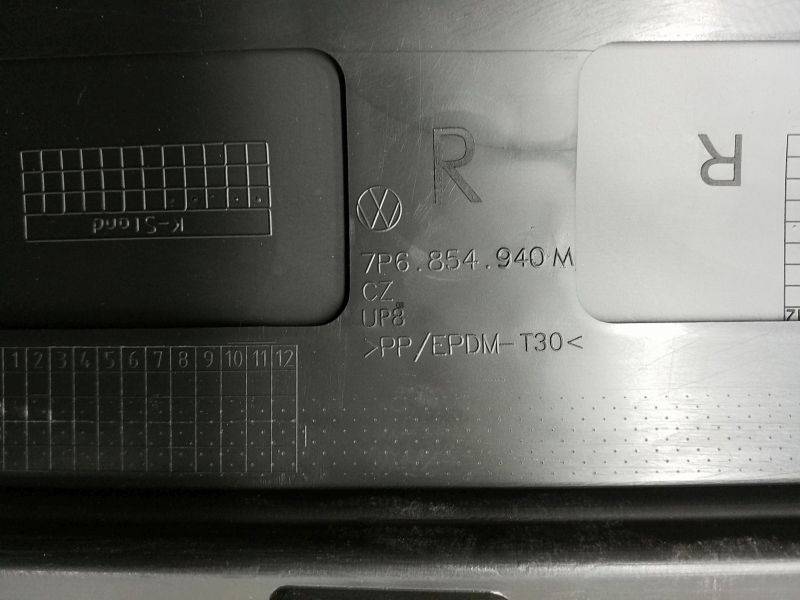 R
R
K-Stand
7P6.854.940 M
CZ
UP8
>PP/EPDM-T30<
1 2 3 4 5 6 7 8 9 10 11 12